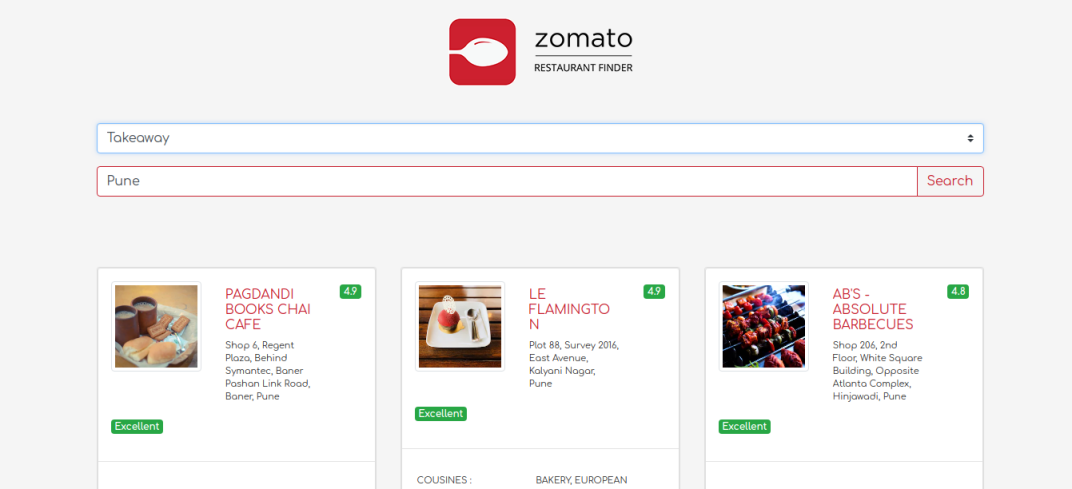 zomato
RESTAURANT FINDER
Takeaway
Pune
Search
PAGDANDI
BOOKS CHAI
CAFE
4.9
Shop 6, Regent
Plaza, Behind
Symantec, Baner
Pashan Link Road,
Baner, Pune
Excellent
LE
FLAMINGTO
N
4.9
Plot 88, Survey 2016,
East Avenue,
Kalyani Nagar,
Pune
Excellent
COUSINES :
BAKERY, EUROPEAN
AB'S -
ABSOLUTE
BARBECUES
4.8
Shop 206, 2nd
Floor, White Square
Building, Opposite
Atlanta Complex,
Hinjawadi, Pune
Excellent